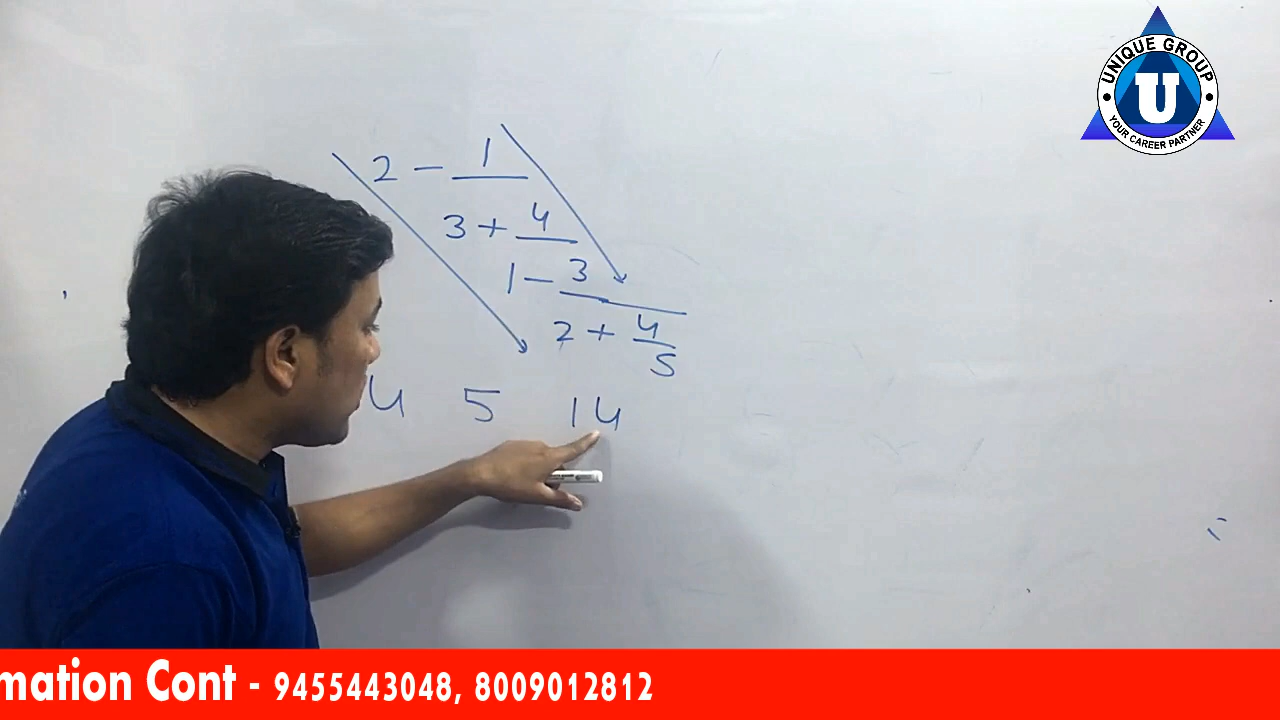 UNIQUE GROUP
U
YOUR CAREER PARTNER
2 - 1
3 + 4
1 - 3
2 + 4
5
4 5 14
mation Cont - 9455443048, 8009012812